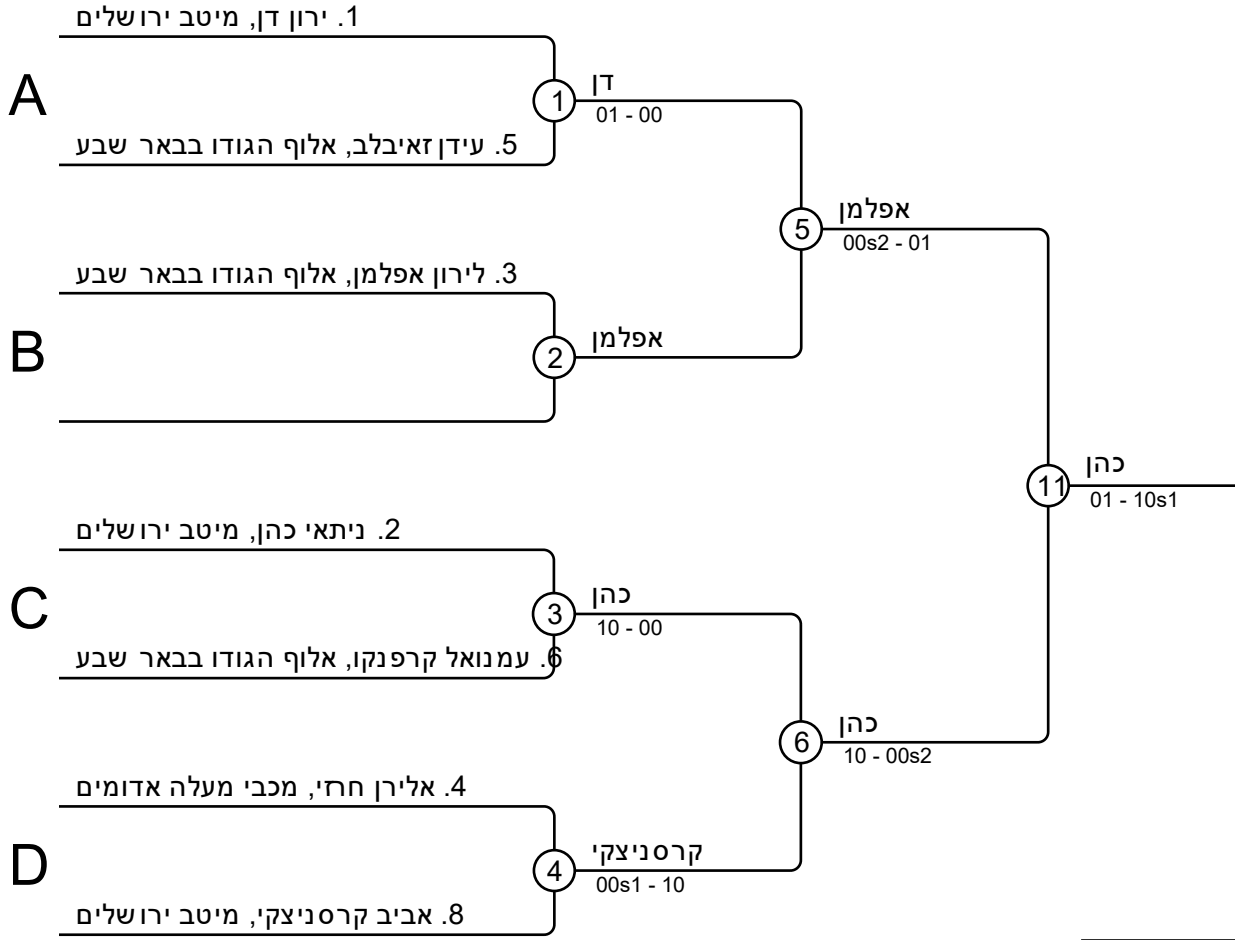 1. ירון דן, מיטב ירושלים
A
1
דן
01 - 00
5. עידן זאיבלב, אלוף הגודו בבאר שבע
5
אפלמן
00s2 - 01
3. לירון אפלמן, אלוף הגודו בבאר שבע
B
2
אפלמן
11
כהן
01 - 10s1
2. ניתאי כהן, מיטב ירושלים
C
3
כהן
10 - 00
6. עמנואל קרפנקו, אלוף הגודו בבאר שבע
6
כהן
10 - 00s2
4. אלירן חרזי, מכבי מעלה אדומים
D
4
קרסניצקי
00s1 - 10
8. אביב קרסניצקי, מיטב ירושלים